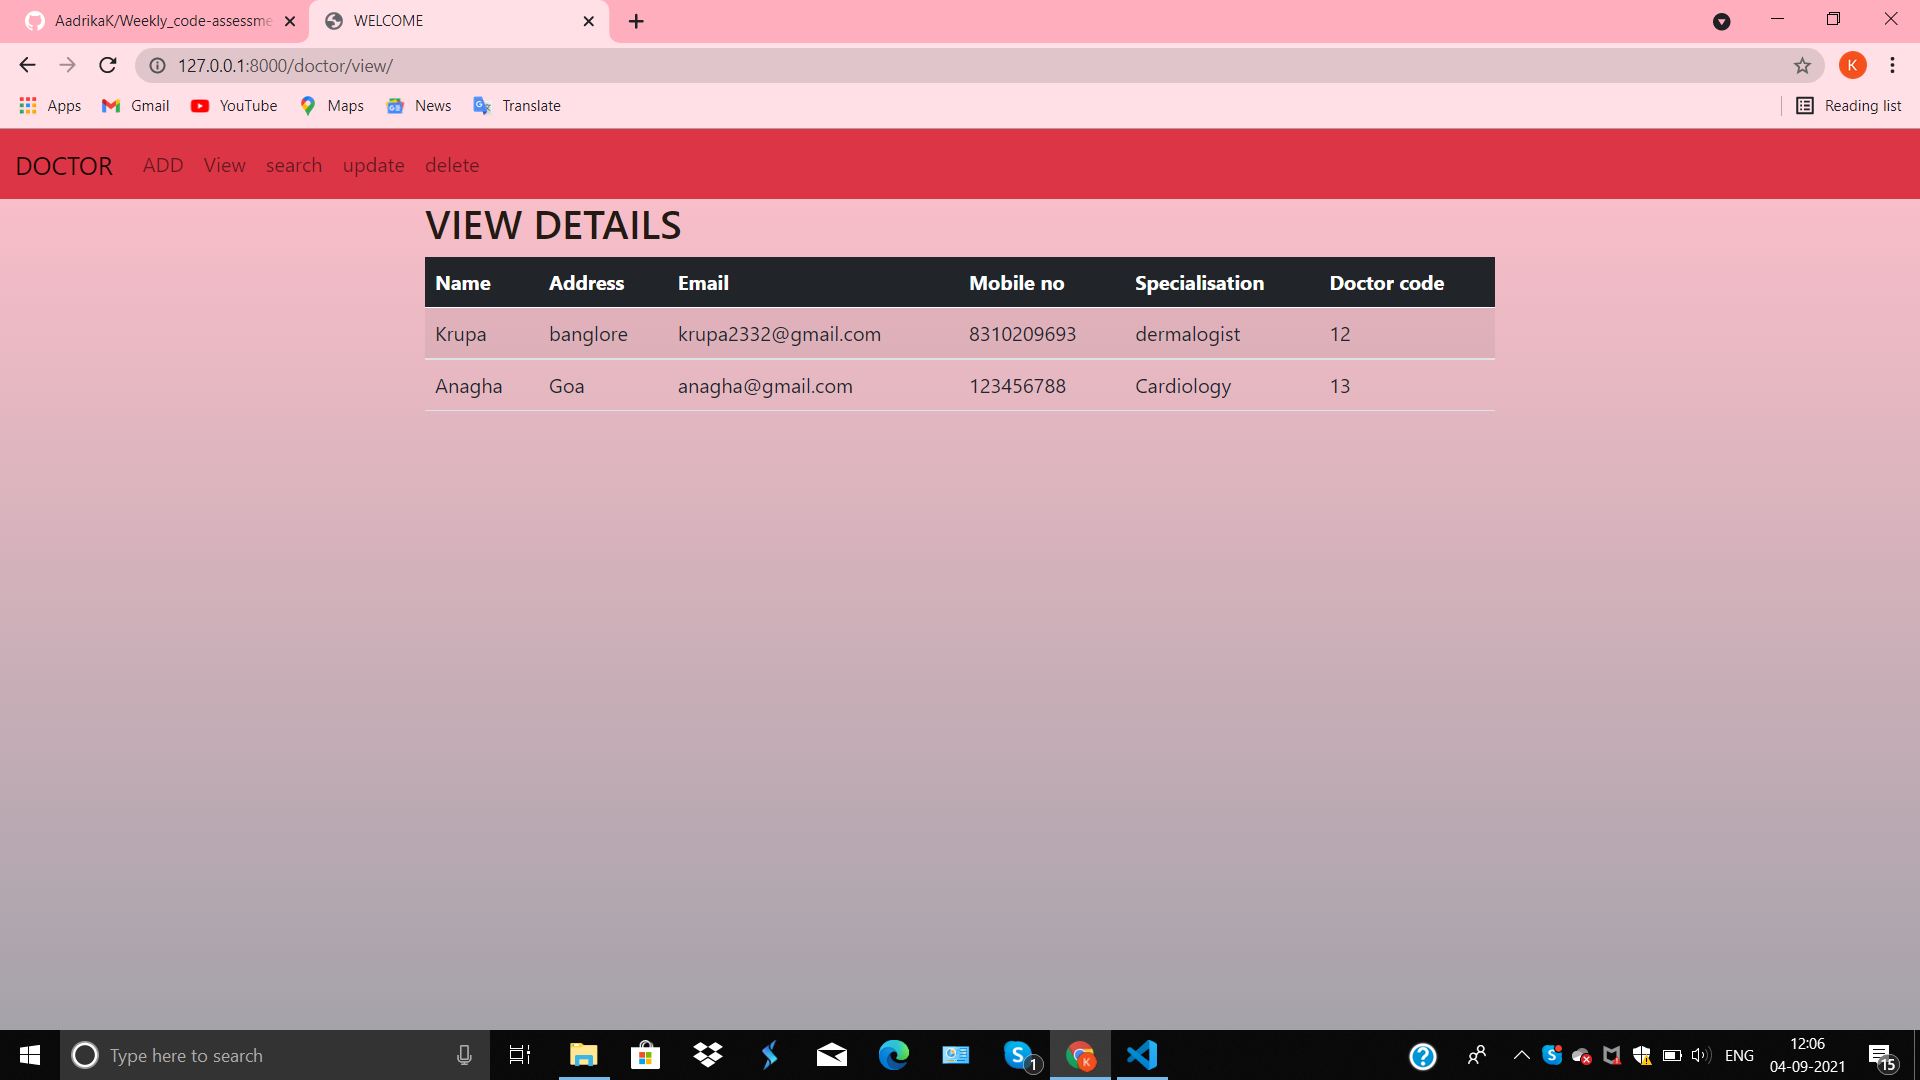 AadrikaK/Weekly_code-assessme
WELCOME
127.0.0.1:8000/doctor/view/
K
Apps
Gmail
YouTube
Maps
News
Translate
Reading list
DOCTOR ADD View search update delete
VIEW DETAILS
Name Address Email Mobile no Specialisation Doctor code
Krupa banglore krupa2332@gmail.com 8310209693 dermalogist 12
Anagha Goa anagha@gmail.com 123456788 Cardiology 13
Type here to search
1
K
ENG
12:06
04-09-2021
15